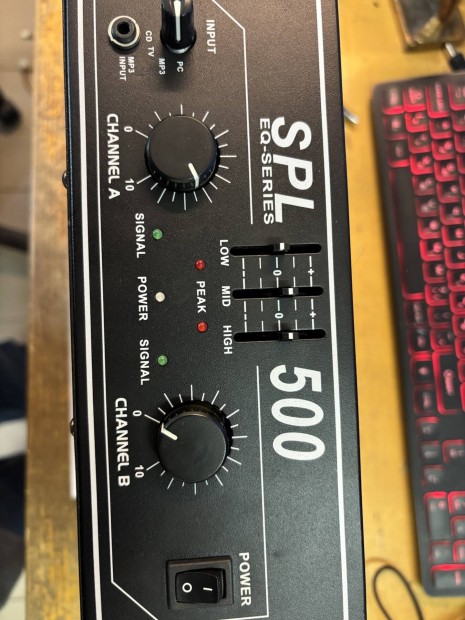 INPUT
PC
MP3
CD TV
MP3
INPUT
SPL
EQ-SERIES
0
10
CHANNEL A
+
+
-0
-0
LOW
MID
HIGH
PEAK
SIGNAL
POWER
SIGNAL
500
0
10
CHANNEL B
POWER
I
O